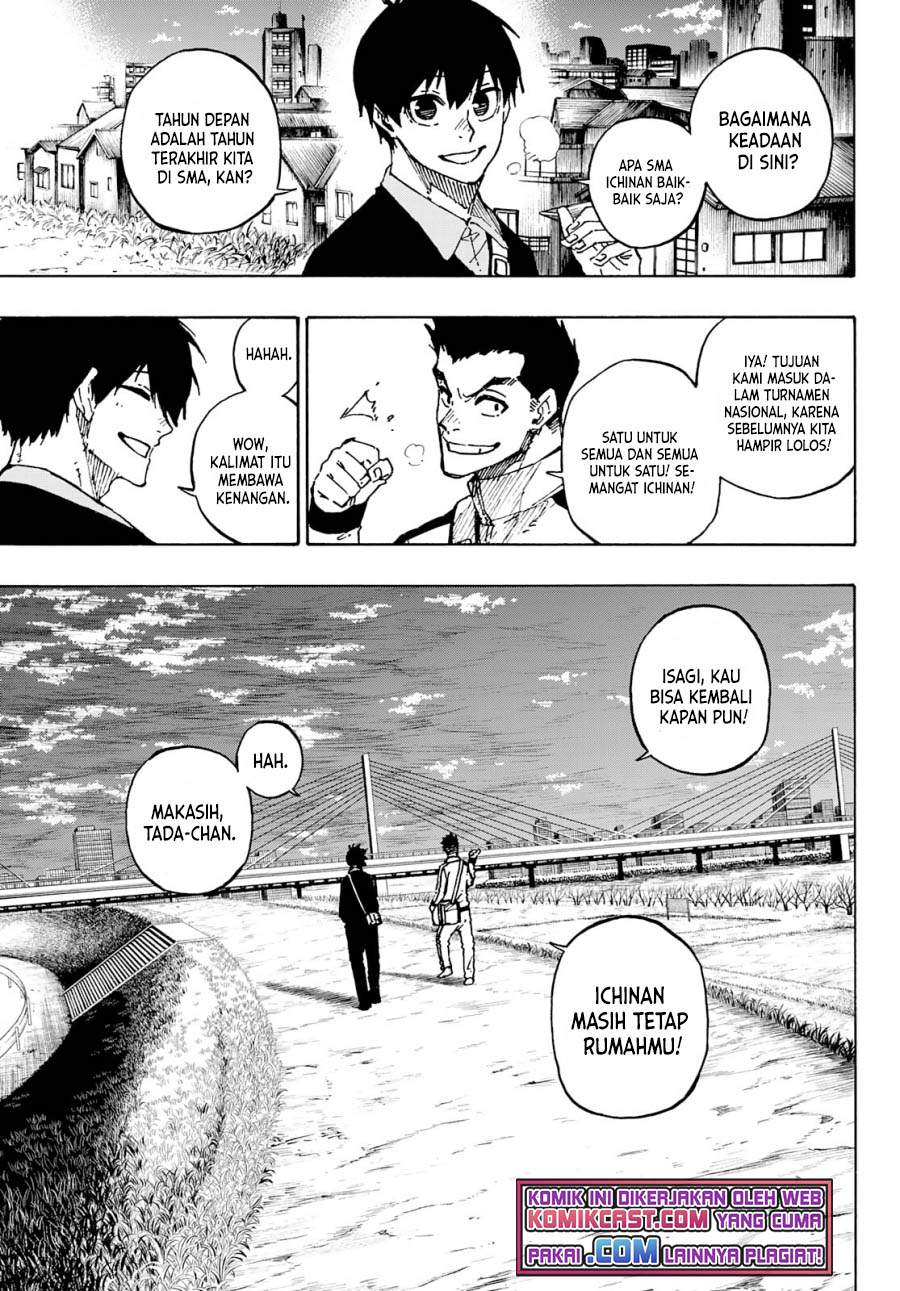 BAGAIMANA
KEADAAN
DI SINI?
APA SMA
ICHINAN BAIK-
BAIK SAJA?
TAHUN DEPAN
ADALAH TAHUN
TERAKHIR KITA
DI SMA, KAN?
IYA! TUJUAN
KAMI MASUK DA-
LAM TURNAMEN
NASIONAL, KARENA
SEBELUMNYA KITA
HAMPIR LOLOS!
SATU UNTUK
SEMUA DAN SEMUA
UNTUK SATU! SE-
MANGAT ICHINAN!
HAHAH.
WOW,
KALIMAT ITU
MEMBAWA
KENANGAN.
ISAGI, KAU
BISA KEMBALI
KAPAN PUN!
HAH.
MAKASIH,
TADA-CHAN.
ICHINAN
MASIH TETAP
RUMAHMU!
KOMIK INI DIKERJAKAN OLEH WEB
KOMIKCAST.COM YANG CUMA
PAKAI .COM LAINNYA PLAGIAT!